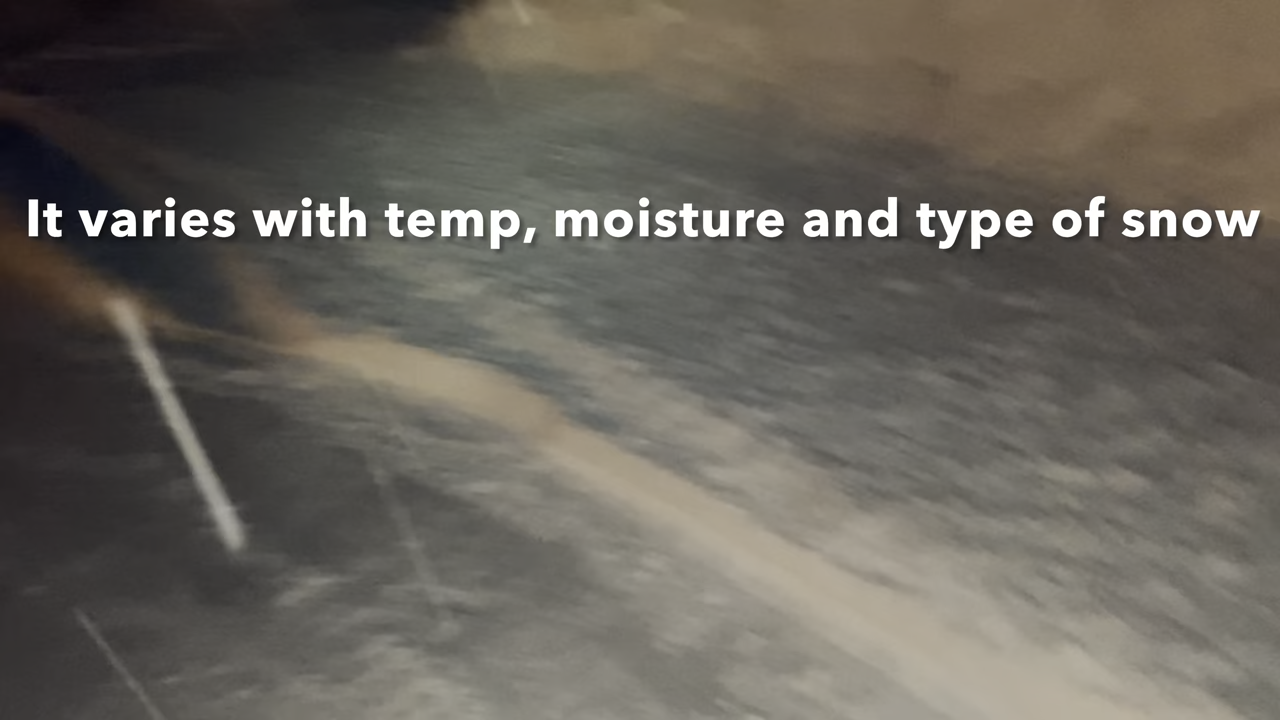 It varies with temp, moisture and type of snow